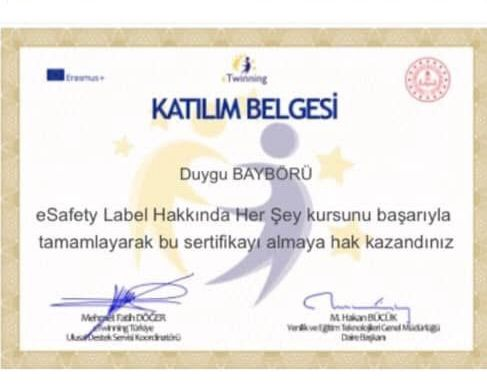 Erasmus+
eTwinning
KATILIM BELGESİ
Duygu BAYBÖRÜ
eSafety Label Hakkında Her Şey kursunu başarıyla
tamamlayarak bu sertifikayı almaya hak kazandınız
Mehmet Fatih DÖĞER
eTwinning Türkiye
Ulusal Destek Servisi Koordinatörü
M. Hakan BÜCÜK
Yenilik ve Eğitim Teknolojileri Genel Müdürlüğü
Daire Başkanı